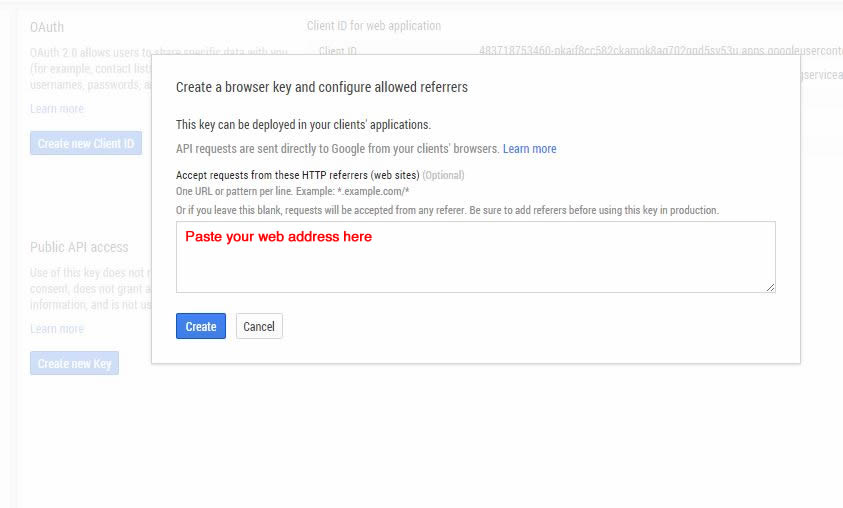 OAuth
Client ID for web application
OAuth 2.0 allows users to share specific data with you
Client ID
(for example, contact lists
usernames, passwords,
Learn more
Create new Client ID
Create a browser key and configure allowed referrers
This key can be deployed in your clients' applications.
API requests are sent directly to Google from your clients' browsers. Learn more
Accept requests from these HTTP referrers (web sites) (Optional)
One URL or pattern per line. Example: *.example.com/*
Or if you leave this blank, requests will be accepted from any referer. Be sure to add referers before using this key in production.
Paste your web address here
Create
Cancel
Public API access
Use of this key does not r
consent, does not grant a
information, and is not us
Learn more
Create new Key